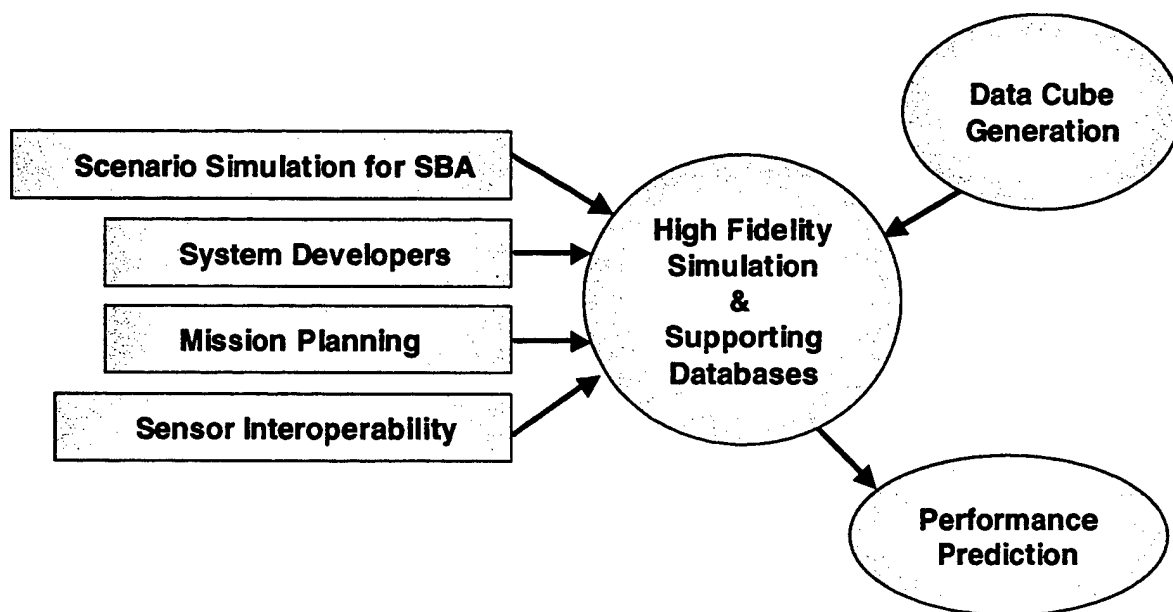 Scenario Simulation for SBA
System Developers
Mission Planning
Sensor Interoperability
High Fidelity
Simulation
&
Supporting
Databases
Data Cube
Generation
Performance
Prediction